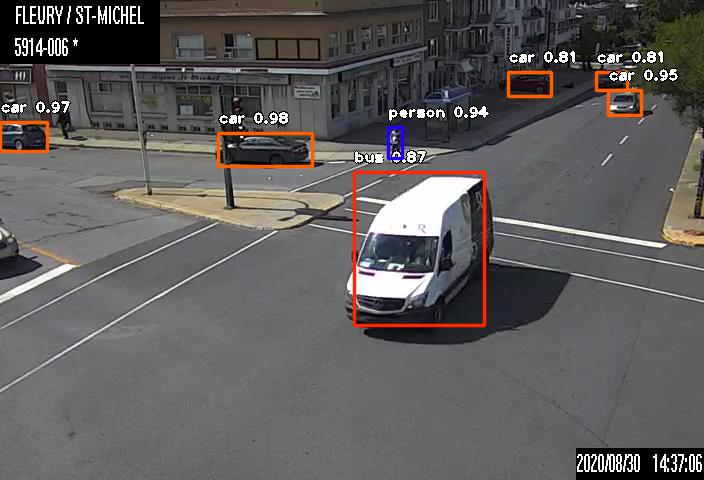 FLEURY / ST-MICHEL
5914-006 *
car 0.81
car 0.81
car 0.95
car 0.97
car 0.98
person 0.94
bus 0.87
2020/08/30 14:37:06